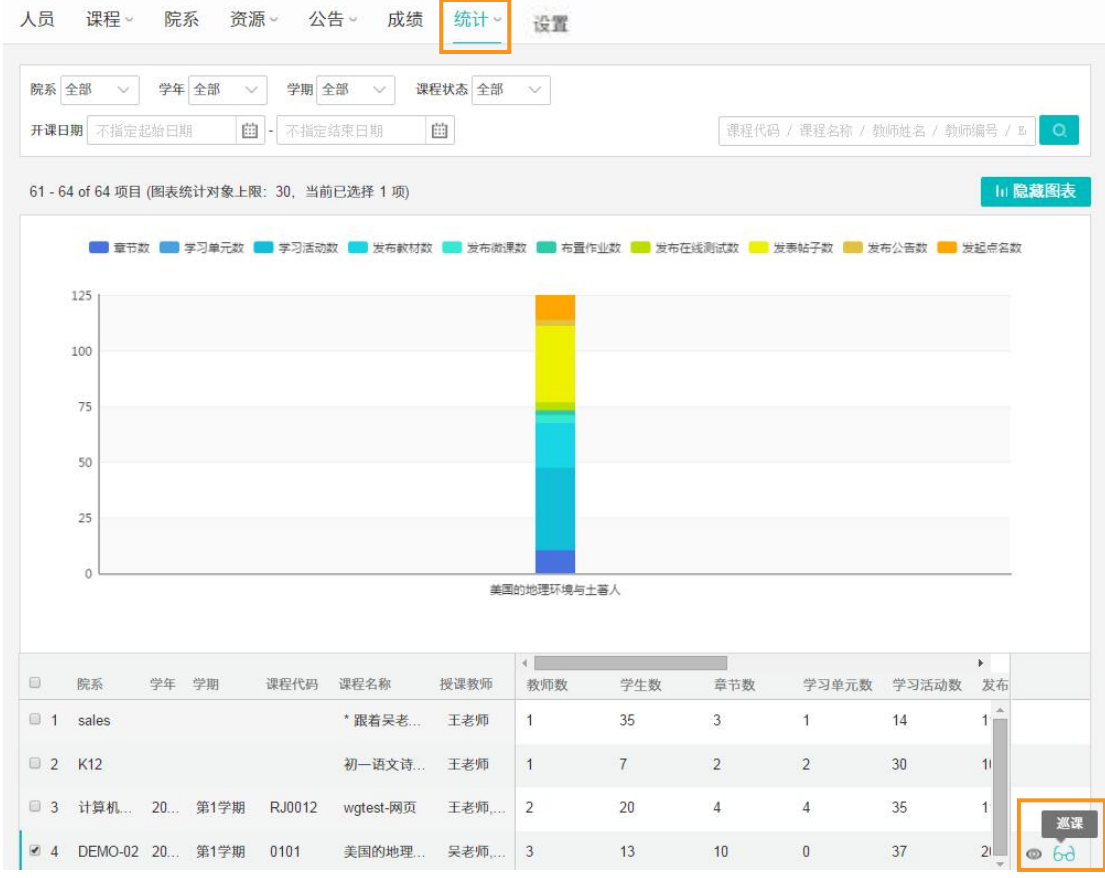 人员 课程 院系 资源 公告 成绩 统计 设置
院系 全部 学年 全部 学期 全部 课程状态 全部
开课日期 不指定起始日期 - 不指定结束日期 课程代码 / 课程名称 / 教师姓名 / 教师编号 /
61 - 64 of 64 项目 (图表统计对象上限: 30, 当前已选择 1 项) 隐藏图表
章节数 学习单元数 学习活动数 发布教材数 发布微课数 布置作业数 发布在线测试数 发表帖子数 发布公告数 发起点名数
125
100
75
50
25
0
美国的地理环境与土著人
院系 学年 学期 课程代码 课程名称 授课教师 教师数 学生数 章节数 学习单元数 学习活动数 发布
1 sales * 跟着吴老... 王老师 1 35 3 1 14 1
2 K12 初一语文诗... 王老师 1 7 2 2 30
3 计算机... 20... 第1学期 RJ0012 wgtest-网页 王老师,... 2 20 4 4 35 1
巡课
4 DEMO-02 20... 第1学期 0101 美国的地理... 吴老师,... 3 13 10 0 37